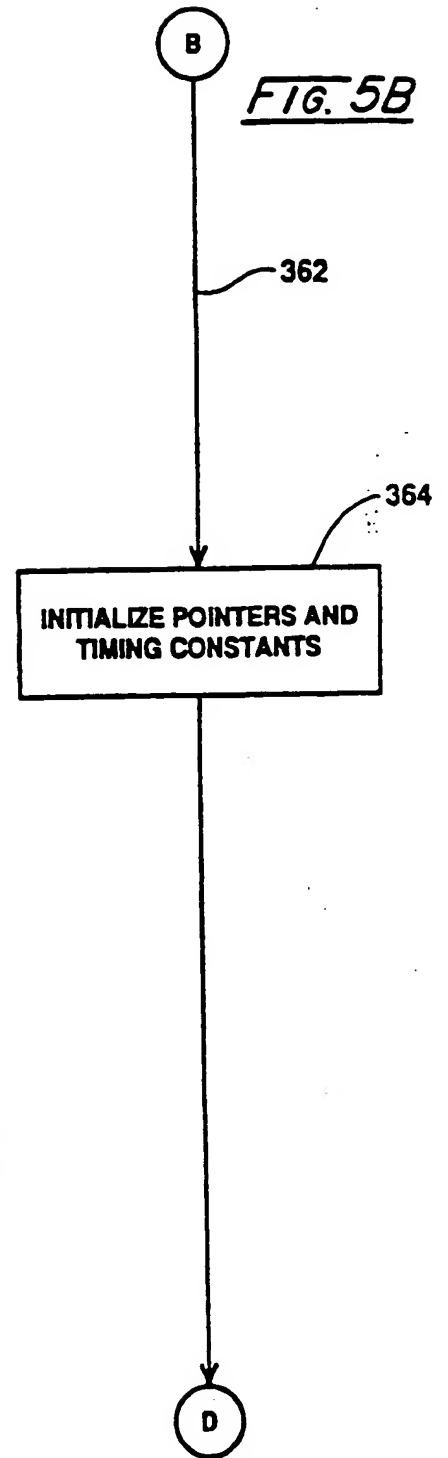 B
FIG. 5B
362
364
INITIALIZE POINTERS AND
TIMING CONSTANTS
D